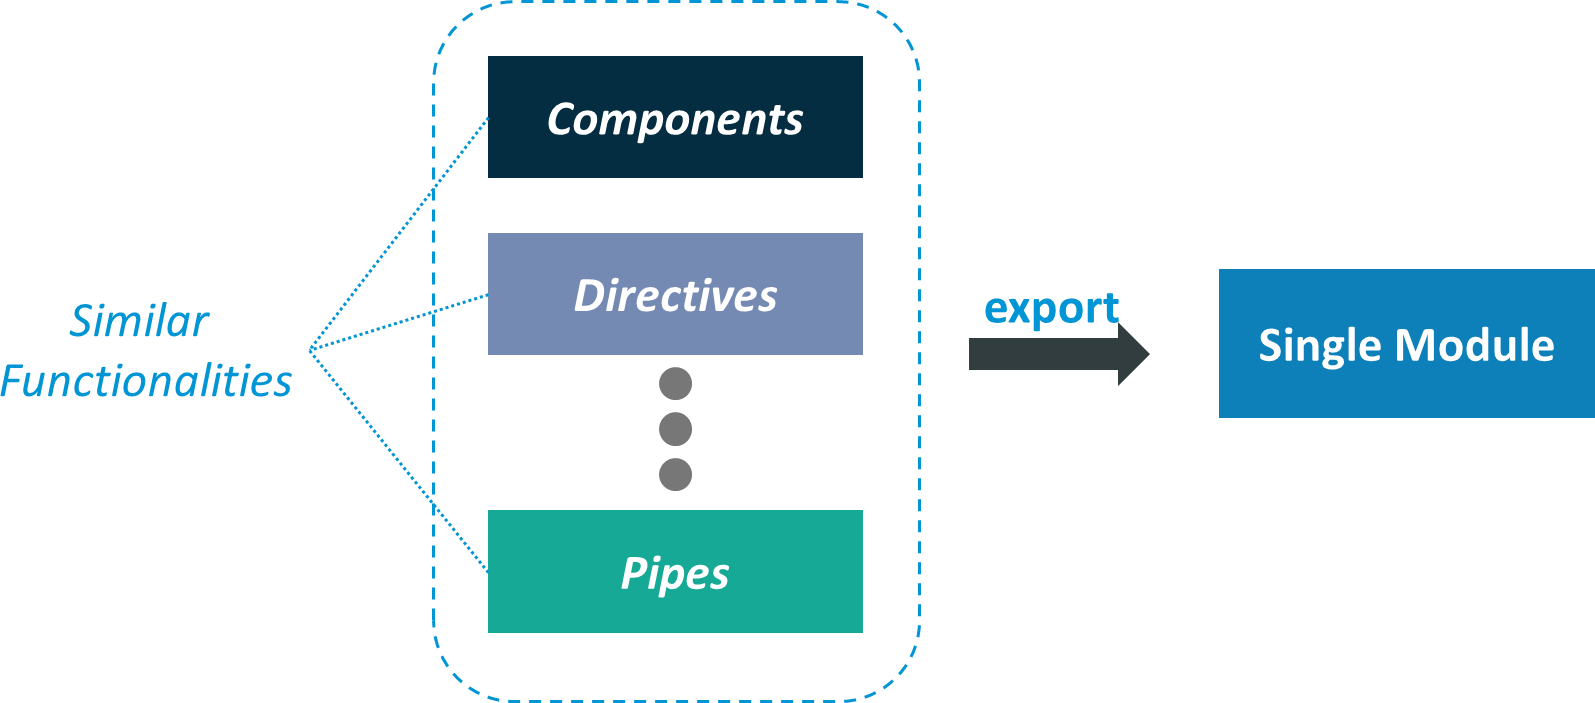 Components
Directives
Similar
Functionalities
export
Single Module
Pipes